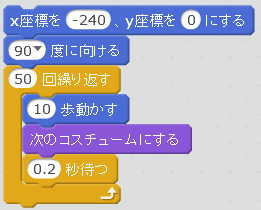 x座標を -240 、y座標を 0 にする
90 度に向ける
50 回繰り返す
10 歩動かす
次のコスチュームにする
0.2 秒待つ